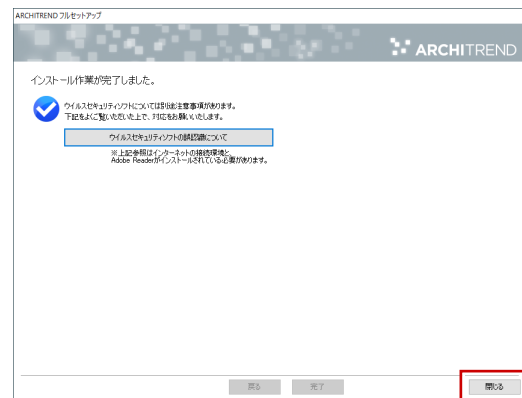 ARCHITREND フルセットアップ
ARCHITREND
インストール作業が完了しました。
ウイルスセキュリティソフトについては別途注意事項があります。
下記をよくご覧いただいた上で、対応をお願いいたします。
ウイルスセキュリティソフトの誤認識について
※上記参照はインターネットの接続環境と、
Adobe Readerがインストールされている必要があります。
戻る 完了 閉じる